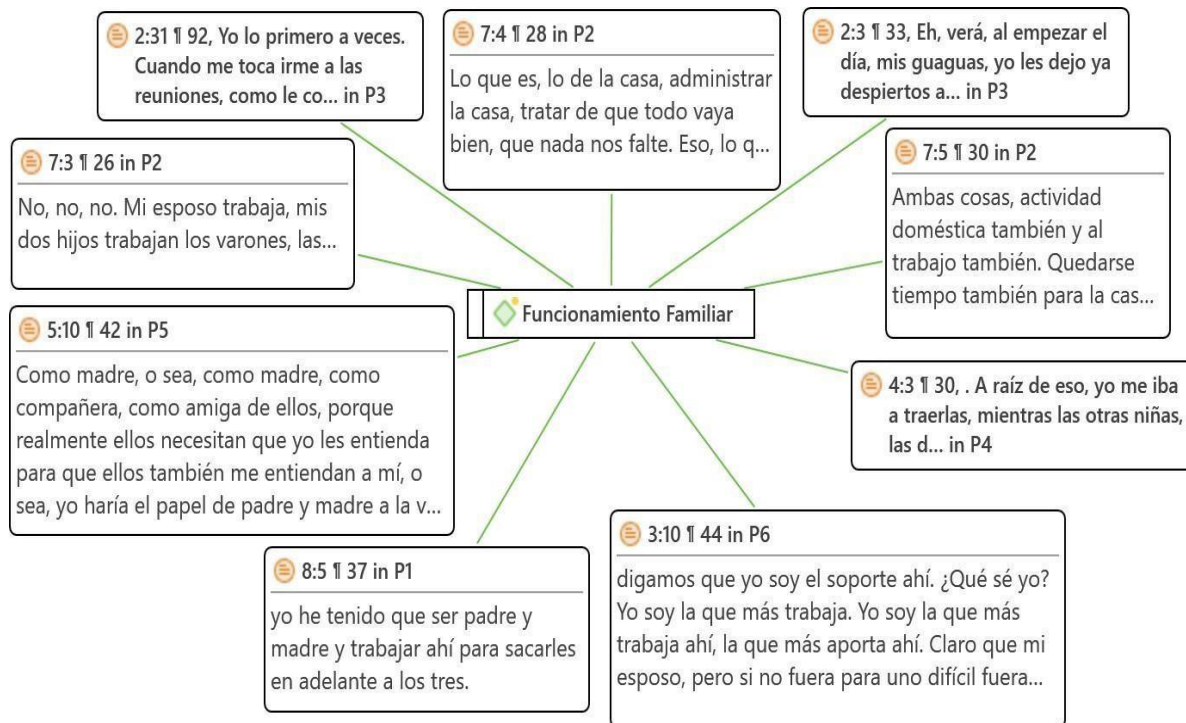 2:31 ¶ 92, Yo lo primero a veces.
Cuando me toca irme a las
reuniones, como le co... in P3
7:4 ¶ 28 in P2
Lo que es, lo de la casa, administrar
la casa, tratar de que todo vaya
bien, que nada nos falte. Eso, lo q...
2:3 ¶ 33, Eh, verá, al empezar el
día, mis guaguas, yo les dejo ya
despiertos a... in P3
7:3 ¶ 26 in P2
No, no, no. Mi esposo trabaja, mis
dos hijos trabajan los varones, las...
7:5 ¶ 30 in P2
Ambas cosas, actividad
doméstica también y al
trabajo también. Quedarse
tiempo también para la cas...
Funcionamiento Familiar
5:10 ¶ 42 in P5
Como madre, o sea, como madre, como
compañera, como amiga de ellos, porque
realmente ellos necesitan que yo les entienda
para que ellos también me entiendan a mí, o
sea, yo haría el papel de padre y madre a la v...
4:3 ¶ 30, . A raíz de eso, yo me iba
a traerlas, mientras las otras niñas,
las d... in P4
8:5 ¶ 37 in P1
yo he tenido que ser padre y
madre y trabajar ahí para sacarles
en adelante a los tres.
3:10 ¶ 44 in P6
digamos que yo soy el soporte ahí. ¿Qué sé yo?
Yo soy la que más trabaja. Yo soy la que más
trabaja ahí, la que más aporta ahí. Claro que mi
esposo, pero si no fuera para uno difícil fuera...